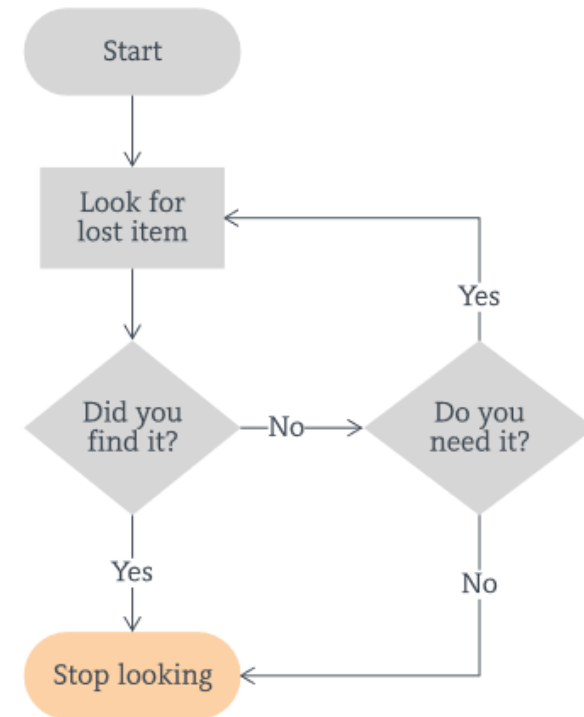 Start
Look for
lost item
Yes
Did you
find it?
No
Do you
need it?
Yes
No
Stop looking